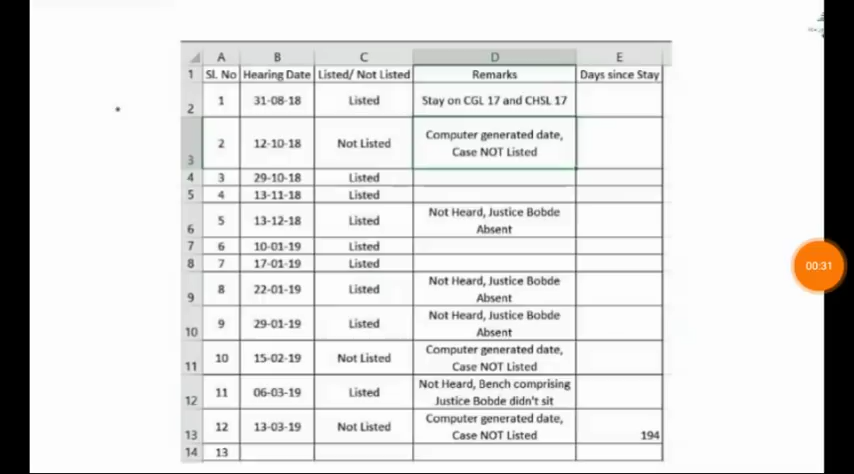 A B C D E
1 Sl. No Hearing Date Listed/ Not Listed Remarks Days since Stay
2 1 31-08-18 Listed Stay on CGL 17 and CHSL 17
3 2 12-10-18 Not Listed Computer generated date,
Case NOT Listed
4 3 29-10-18 Listed
5 4 13-11-18 Listed
6 5 13-12-18 Listed Not Heard, Justice Bobde
Absent
7 6 10-01-19 Listed
8 7 17-01-19 Listed
9 8 22-01-19 Listed Not Heard, Justice Bobde
Absent
10 9 29-01-19 Listed Not Heard, Justice Bobde
Absent
11 10 15-02-19 Not Listed Computer generated date,
Case NOT Listed
12 11 06-03-19 Listed Not Heard, Bench comprising
Justice Bobde didn't sit
13 12 13-03-19 Not Listed Computer generated date,
Case NOT Listed 194
14 13
00:31